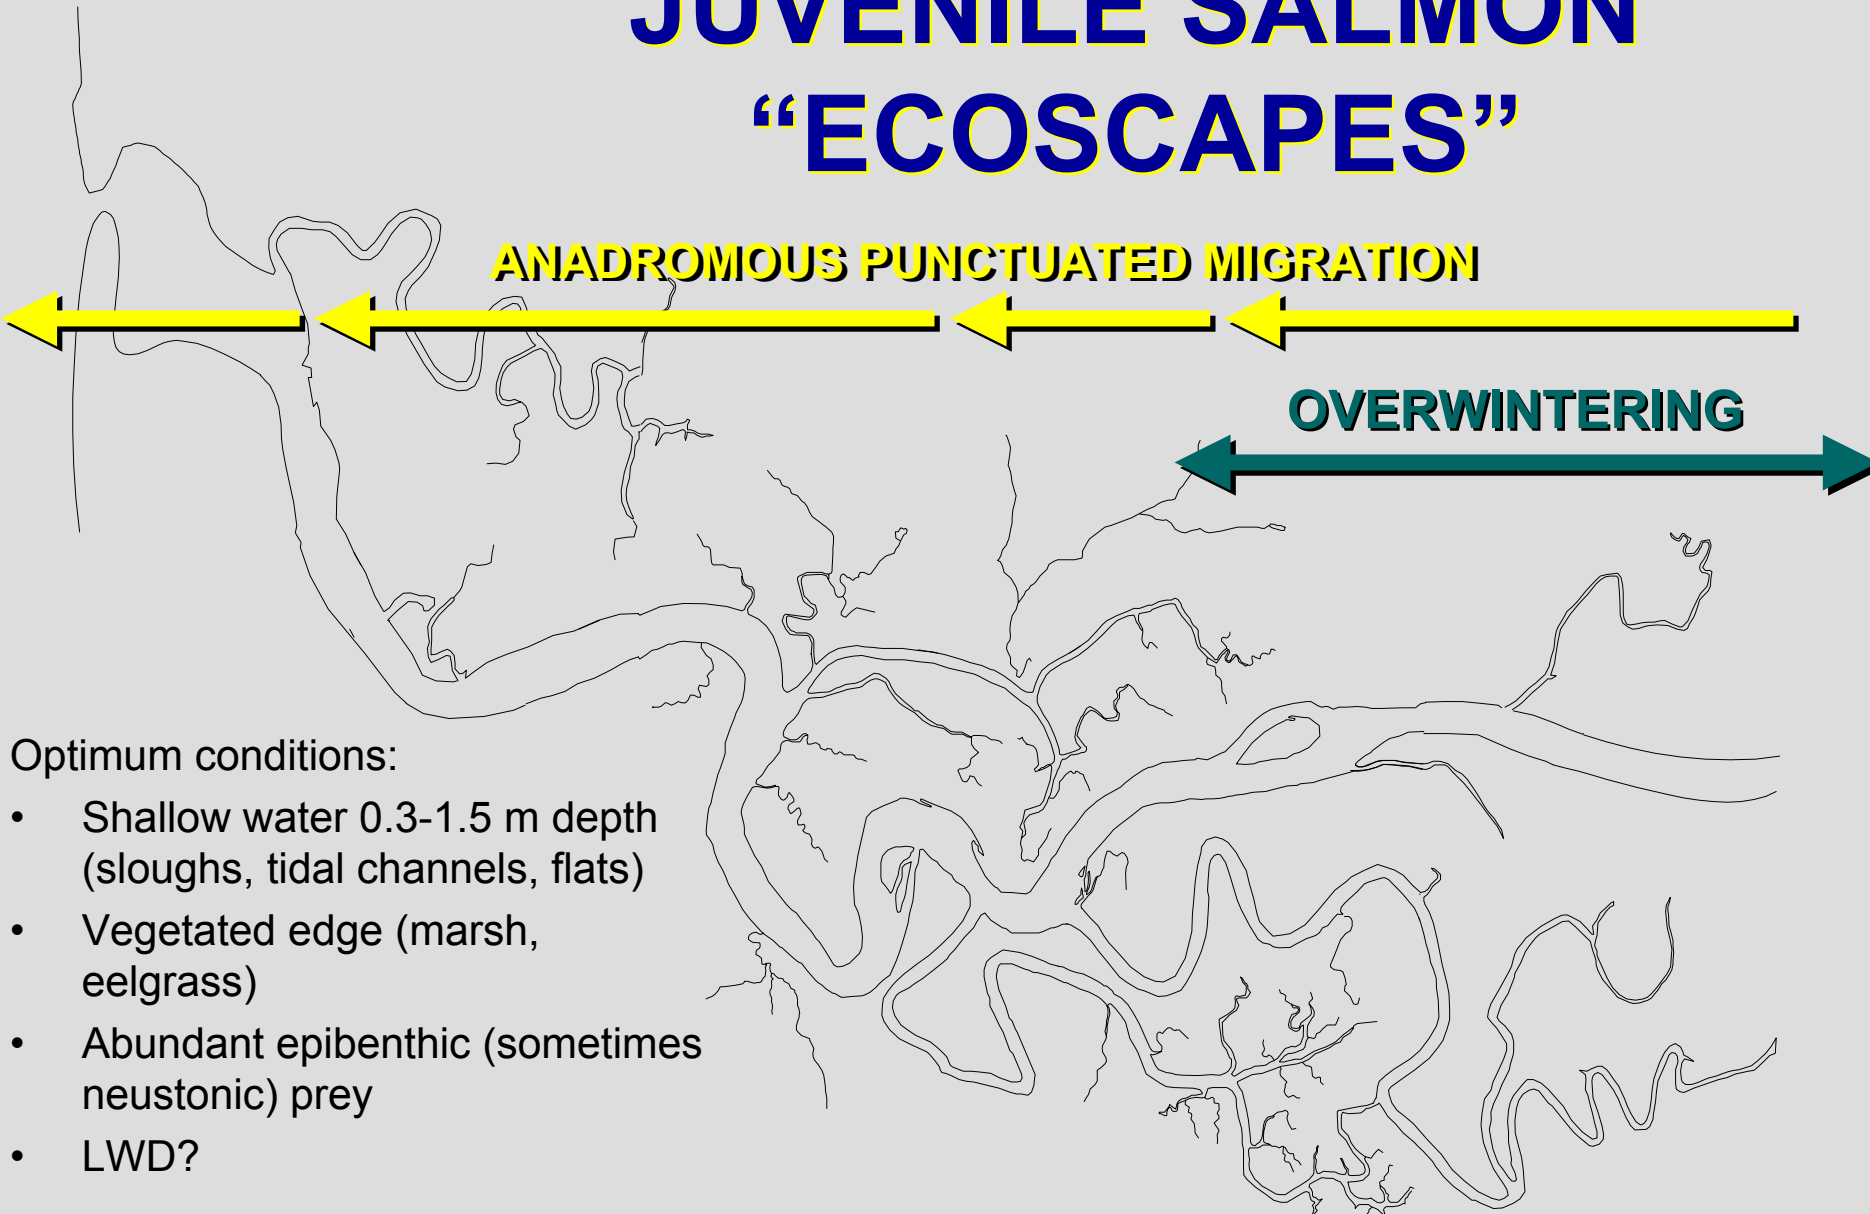 JUVENILE SALMON
“ECOSCAPES”
ANADROMOUS PUNCTUATED MIGRATION
OVERWINTERING
Optimum conditions:
• Shallow water 0.3-1.5 m depth
(sloughs, tidal channels, flats)
• Vegetated edge (marsh,
eelgrass)
• Abundant epibenthic (sometimes
neustonic) prey
• LWD?